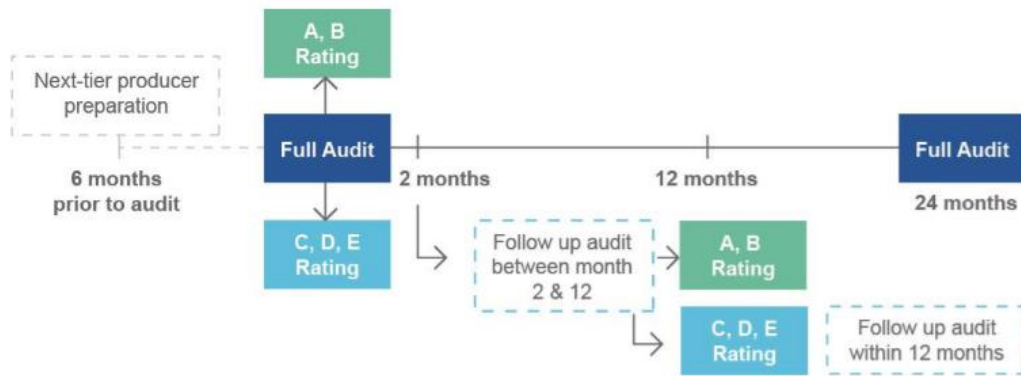 A, B
Rating
Next-tier producer
preparation
Full Audit
Full Audit
6 months
prior to audit
2 months
12 months
24 months
C, D, E
Rating
Follow up audit
between month
2 & 12
A, B
Rating
C, D, E
Rating
Follow up audit
within 12 months